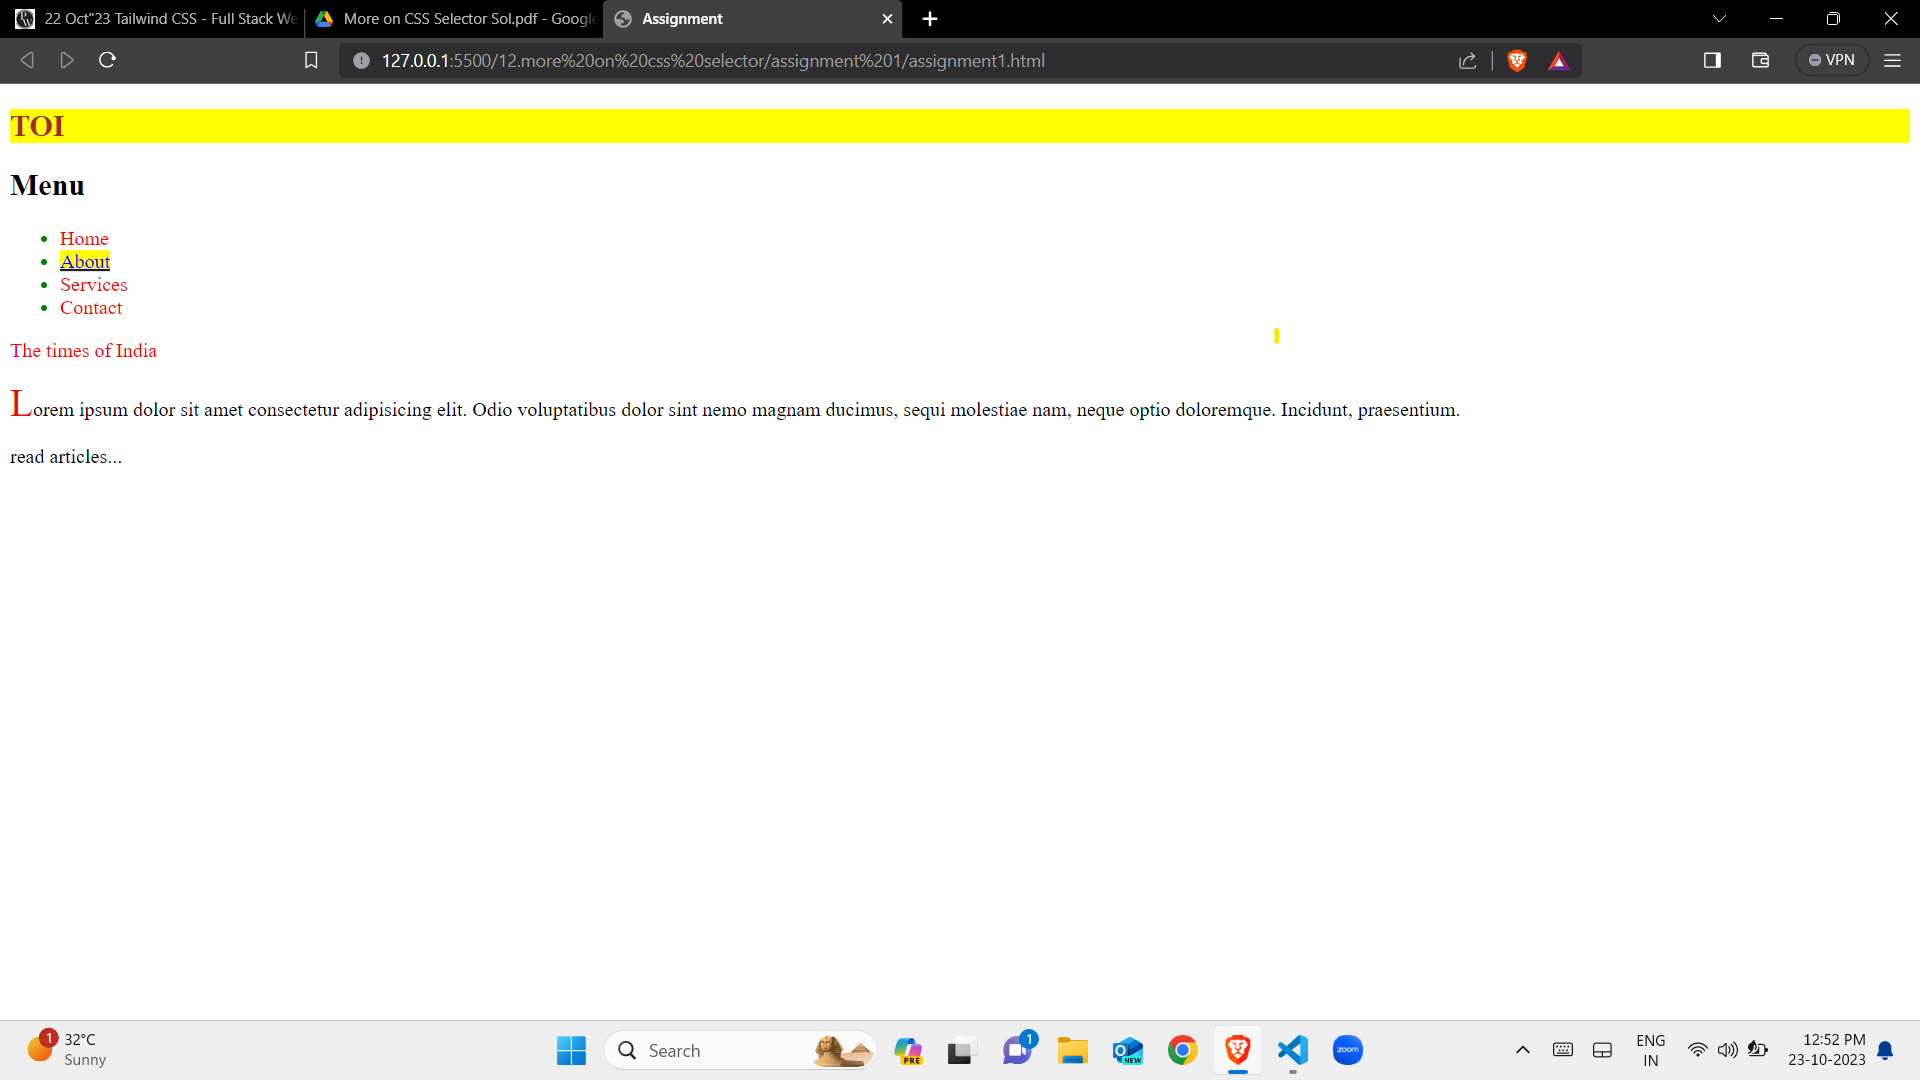 22 Oct"23 Tailwind CSS - Full Stack We
More on CSS Selector Sol.pdf - Google
Assignment
127.0.0.1:5500/12.more%20on%20css%20selector/assignment%201/assignment1.html
VPN
TOI
Menu
Home
About
Services
Contact
The times of India
Lorem ipsum dolor sit amet consectetur adipisicing elit. Odio voluptatibus dolor sint nemo magnam ducimus, sequi molestiae nam, neque optio doloremque. Incidunt, praesentium.
read articles...
1
32°C
Sunny
Search
PRE
1
NEW
zoom
ENG
IN
12:52 PM
23-10-2023